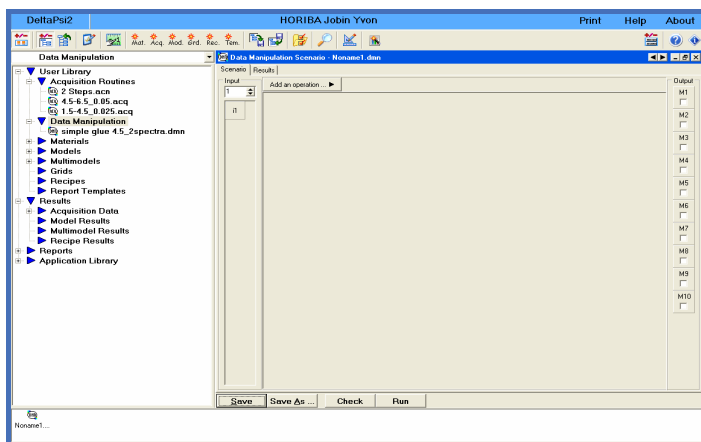 DeltaPsi2 HORIBA Jobin Yvon Print Help About
Mat. Acq. Mod. Grd. Rec. Tem.
Data Manipulation
Data Manipulation Scenario - Noname1.dmn
User Library
Acquisition Routines
2 Steps.acn
4.5-6.5_0.05.acq
1.5-4.5_0.025.acq
Data Manipulation
simple glue 4.5_2spectra.dmn
Materials
Models
Multimodels
Grids
Recipes
Report Templates
Results
Acquisition Data
Model Results
Multimodel Results
Recipe Results
Reports
Application Library
Scenario Results
Input
1
Add an operation ...
i1
Output
M1
M2
M3
M4
M5
M6
M7
M8
M9
M10
Save Save As ... Check Run
Noname1....